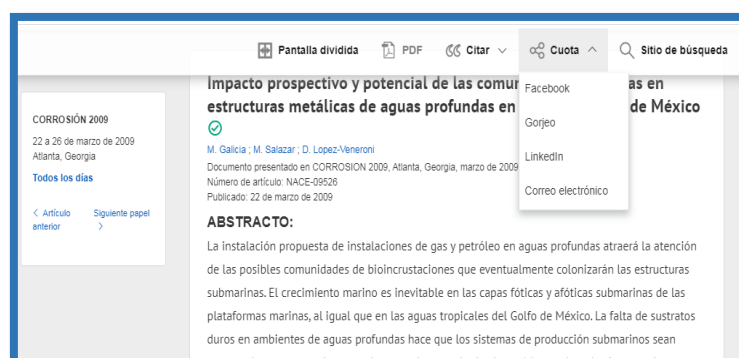 Pantalla dividida PDF Citar Cuota Sitio de búsqueda
Facebook
Gorjeo
LinkedIn
Correo electrónico
CORROSIÓN 2009
22 a 26 de marzo de 2009
Atlanta, Georgia
Todos los días
< Artículo anterior
Siguiente papel >
Impacto prospectivo y potencial de las as en
estructuras metálicas de aguas profundas en de México
M. Galicia ; M. Salazar ; D. Lopez-Veneroni
Documento presentado en CORROSION 2009, Atlanta, Georgia, marzo de 2009
Número de artículo: NACE-09526
Publicado: 22 de marzo de 2009
ABSTRACTO:
La instalación propuesta de instalaciones de gas y petróleo en aguas profundas atraerá la atención
de las posibles comunidades de bioincrustaciones que eventualmente colonizarán las estructuras
submarinas. El crecimiento marino es inevitable en las capas fóticas y afóticas submarinas de las
plataformas marinas, al igual que en las aguas tropicales del Golfo de México. La falta de sustratos
duros en ambientes de aguas profundas hace que los sistemas de producción submarinos sean